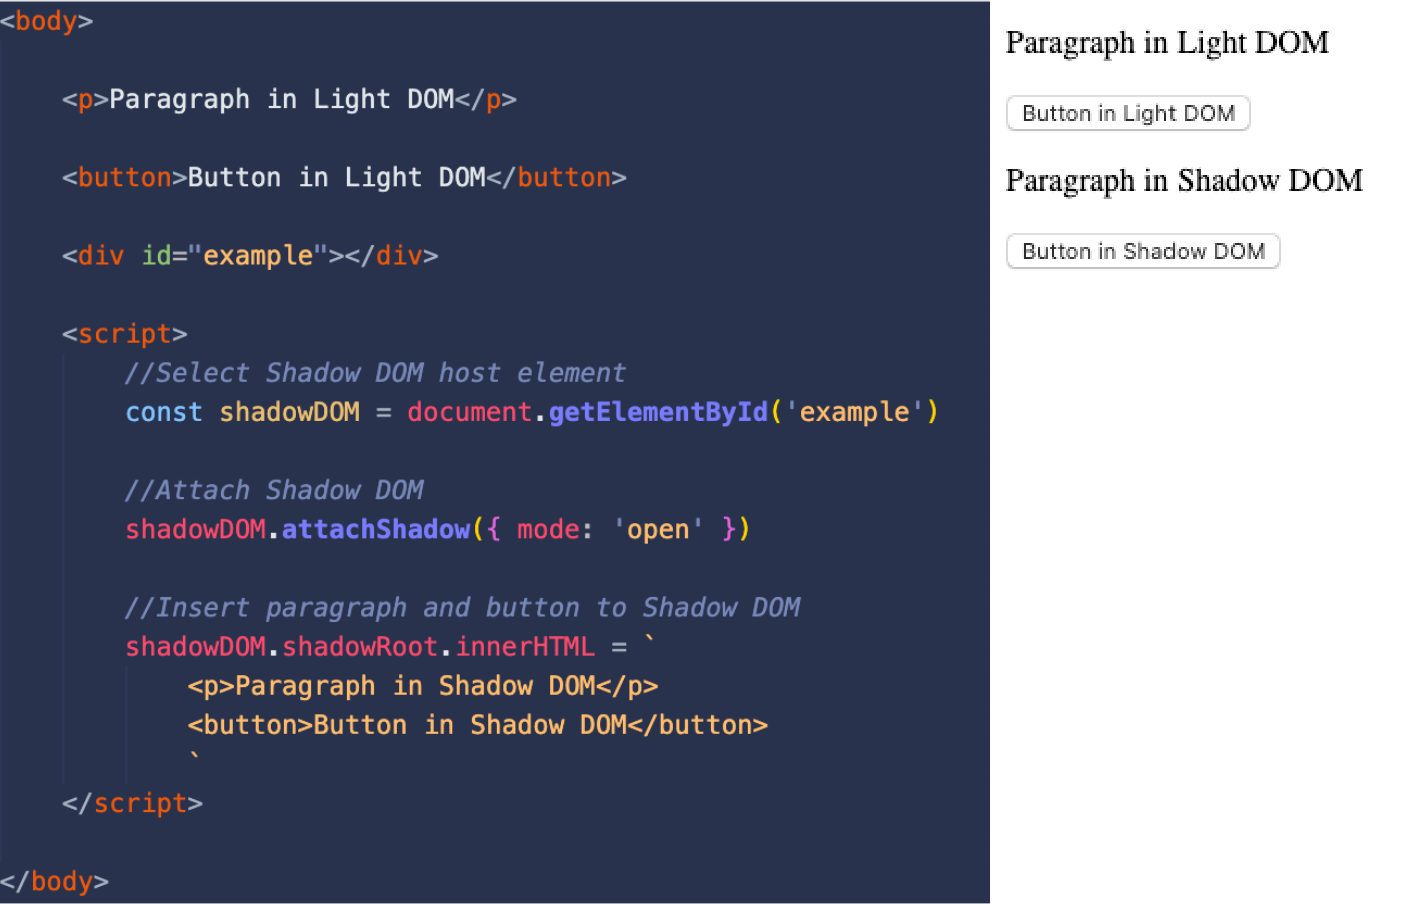 <body>
<p>Paragraph in Light DOM</p>
<button>Button in Light DOM</button>
<div id="example"></div>
<script>
//Select Shadow DOM host element
const shadowDOM = document.getElementById('example')
//Attach Shadow DOM
shadowDOM.attachShadow({ mode: 'open' })
//Insert paragraph and button to Shadow DOM
shadowDOM.shadowRoot.innerHTML = `
<p>Paragraph in Shadow DOM</p>
<button>Button in Shadow DOM</button>
`
</script>
</body>
Paragraph in Light DOM
Button in Light DOM
Paragraph in Shadow DOM
Button in Shadow DOM